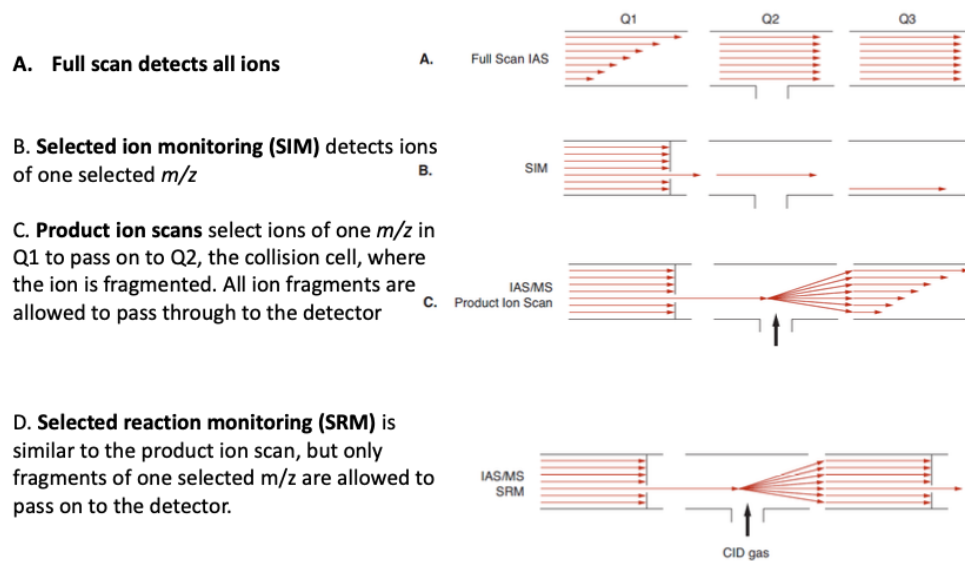 Q1 Q2 Q3
A. Full scan detects all ions
A. Full Scan IAS
B. Selected ion monitoring (SIM) detects ions
of one selected m/z
B. SIM
C. Product ion scans select ions of one m/z in
Q1 to pass on to Q2, the collision cell, where
the ion is fragmented. All ion fragments are
allowed to pass through to the detector
IAS/MS
C. Product Ion Scan
D. Selected reaction monitoring (SRM) is
similar to the product ion scan, but only
fragments of one selected m/z are allowed to
pass on to the detector.
IAS/MS
SRM
CID gas